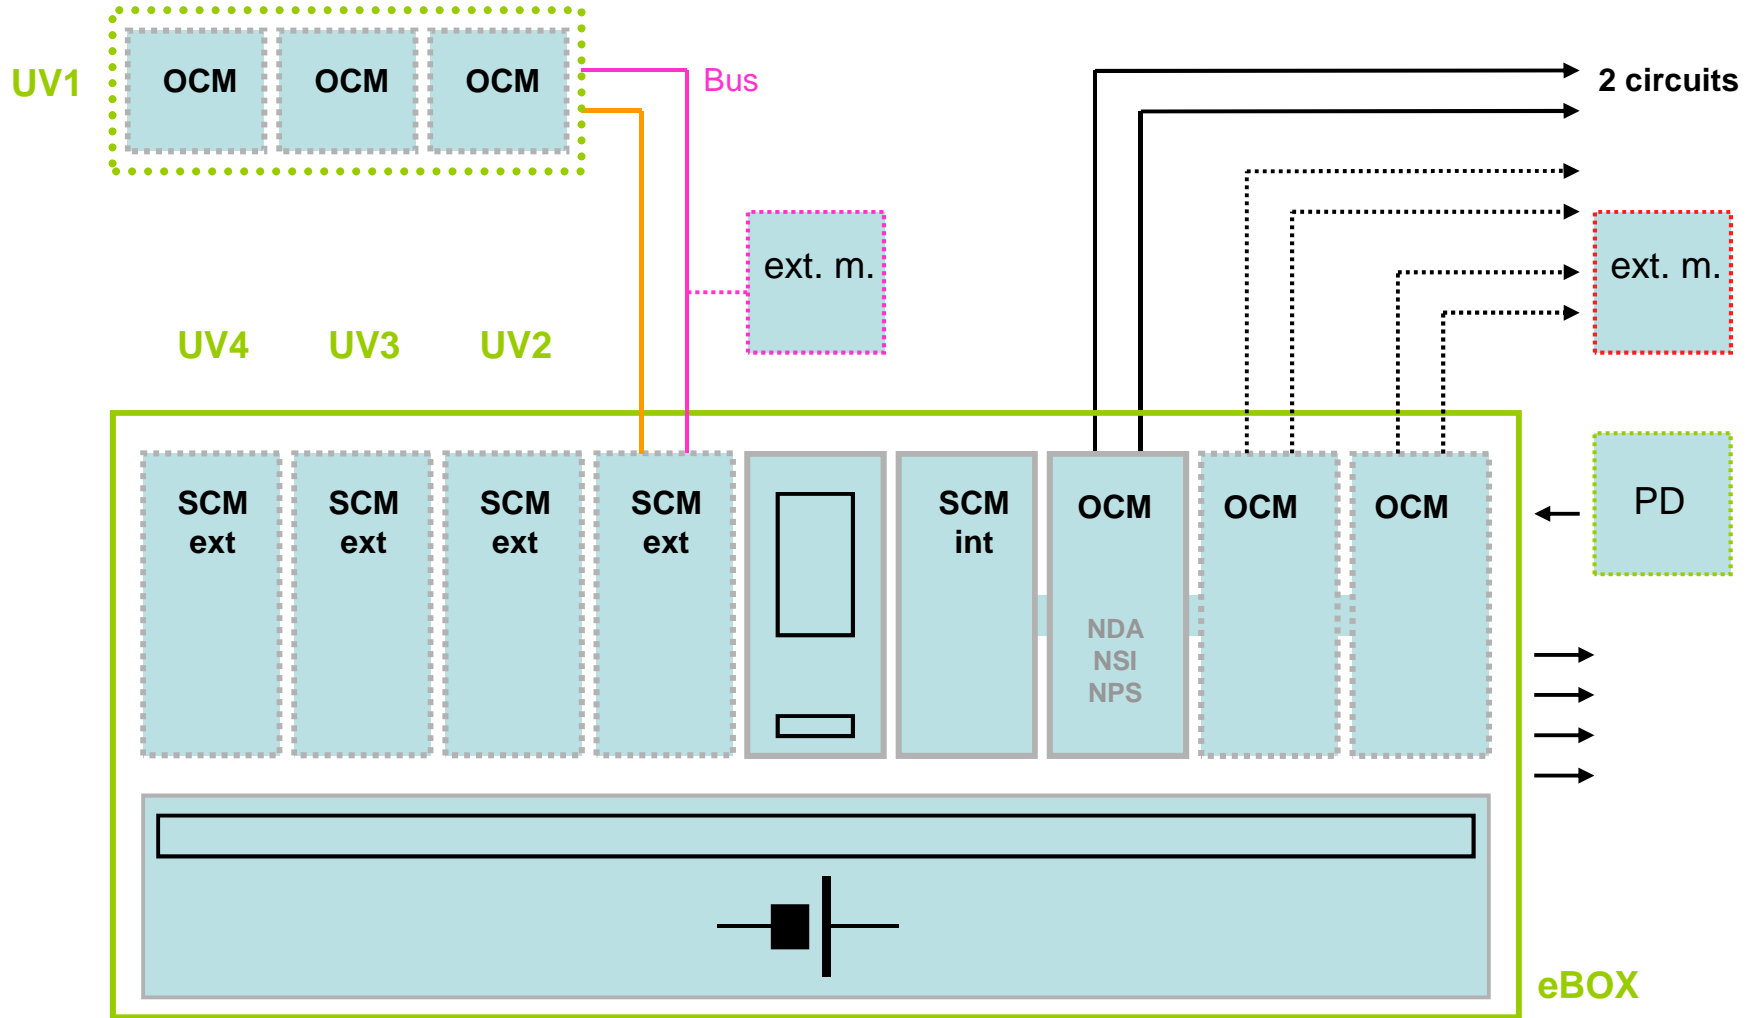 UV1
OCM
OCM
OCM
Bus
2 circuits
ext. m.
ext. m.
UV4
UV3
UV2
SCM
ext
SCM
ext
SCM
ext
SCM
ext
SCM
int
OCM
NDA
NSI
NPS
OCM
OCM
PD
eBOX